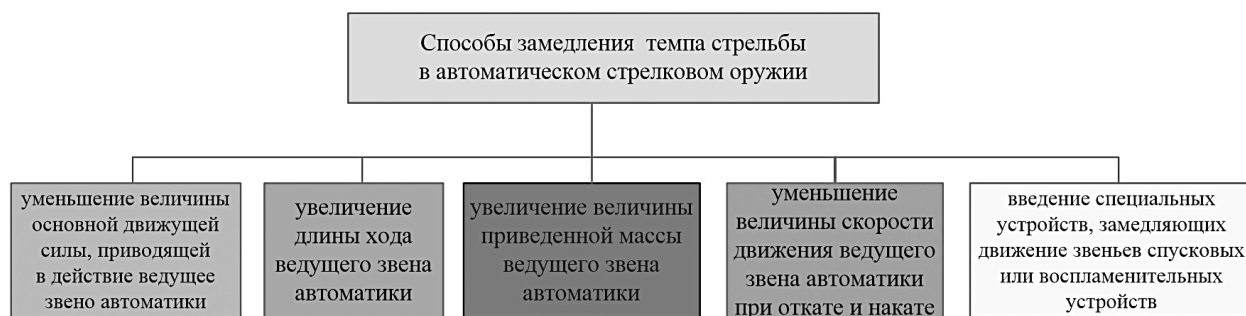 Способы замедления темпа стрельбы
в автоматическом стрелковом оружии
уменьшение величины
основной движущей
силы, приводящей
в действие ведущее
звено автоматики
увеличение
длины хода
ведущего звена
автоматики
увеличение величины
приведенной массы
ведущего звена
автоматики
уменьшение
величины скорости
движения ведущего
звена автоматики
при откате и накате
введение специальных
устройств, замедляющих
движение звеньев спусковых
или воспламенительных
устройств